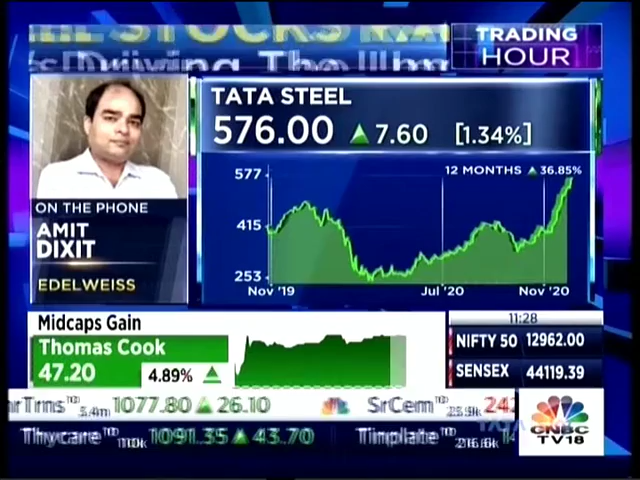 TRADING
HOUR
TATA STEEL
576.00 ▲ 7.60 [1.34%]
12 MONTHS ▲ 36.85%
577
415
253
Nov '19 Jul '20 Nov '20
ON THE PHONE
AMIT
DIXIT
EDELWEISS
Midcaps Gain
Thomas Cook
47.20 4.89% ▲
11:28
NIFTY 50 12962.00
SENSEX 44119.39
1077.80 ▲ 26.10 SrCem
Thycare 1091.35 ▲ 43.70
CNBC
TV18